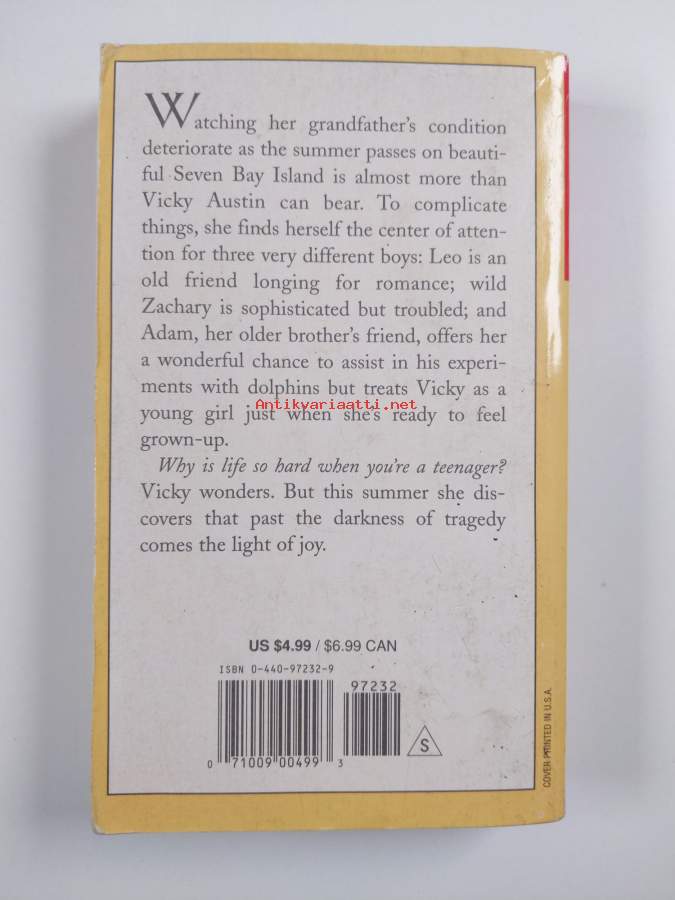 Watching her grandfather's condition
deteriorate as the summer passes on beauti-
ful Seven Bay Island is almost more than
Vicky Austin can bear. To complicate
things, she finds herself the center of atten-
tion for three very different boys: Leo is an
old friend longing for romance; wild
Zachary is sophisticated but troubled; and
Adam, her older brother's friend, offers her
a wonderful chance to assist in his experi-
ments with dolphins but treats Vicky as a
Antikvariaatti.net
young girl just when she's ready to feel
grown-up.
Why is life so hard when you're a teenager?
Vicky wonders. But this summer she dis-
covers that past the darkness of tragedy
comes the light of joy.
US $4.99 / $6.99 CAN
ISBN 0-440-97232-9
97232
0 71009 00499 3
S
COVER PRINTED IN U.S.A.